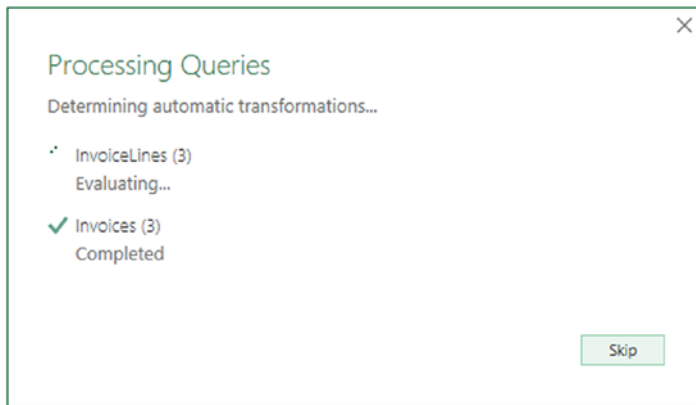 Processing Queries
Determining automatic transformations...
InvoiceLines (3)
Evaluating...
Invoices (3)
Completed
Skip